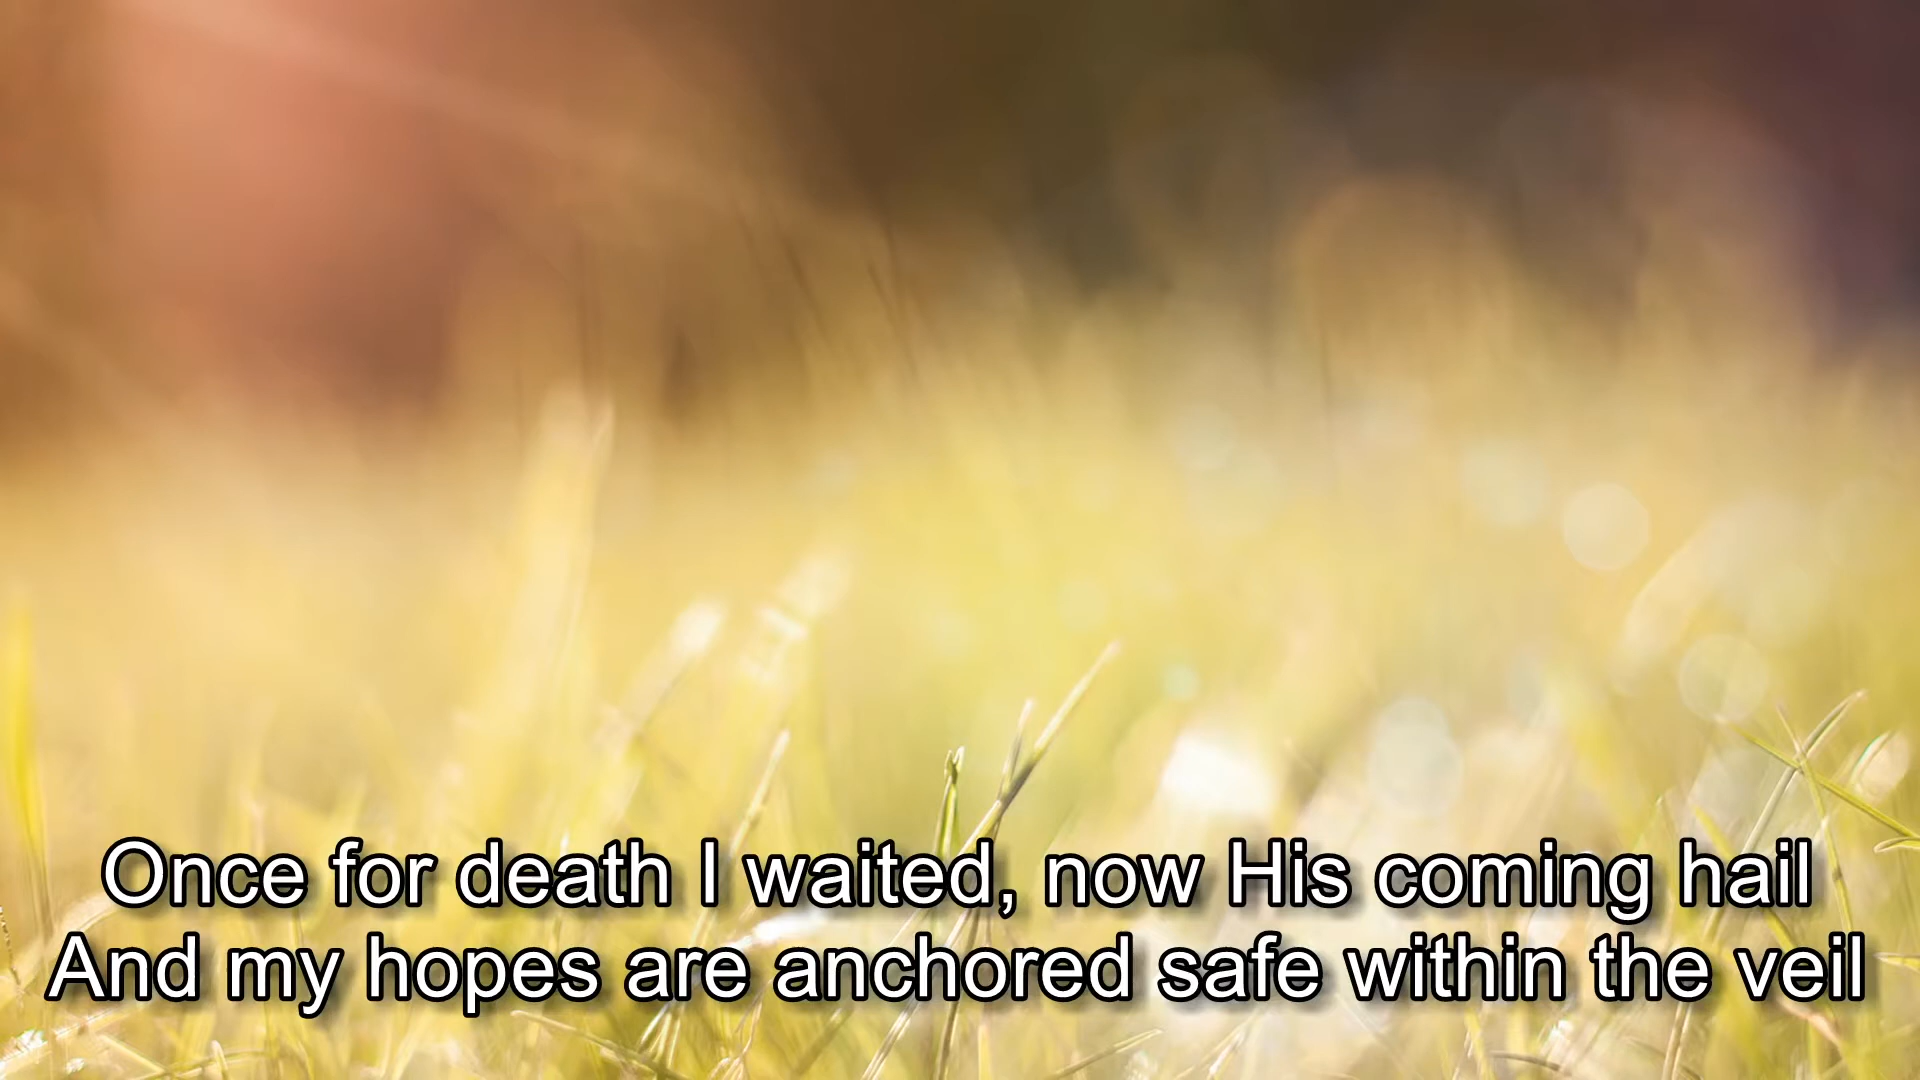 Once for death I waited, now His coming hail
And my hopes are anchored safe within the veil